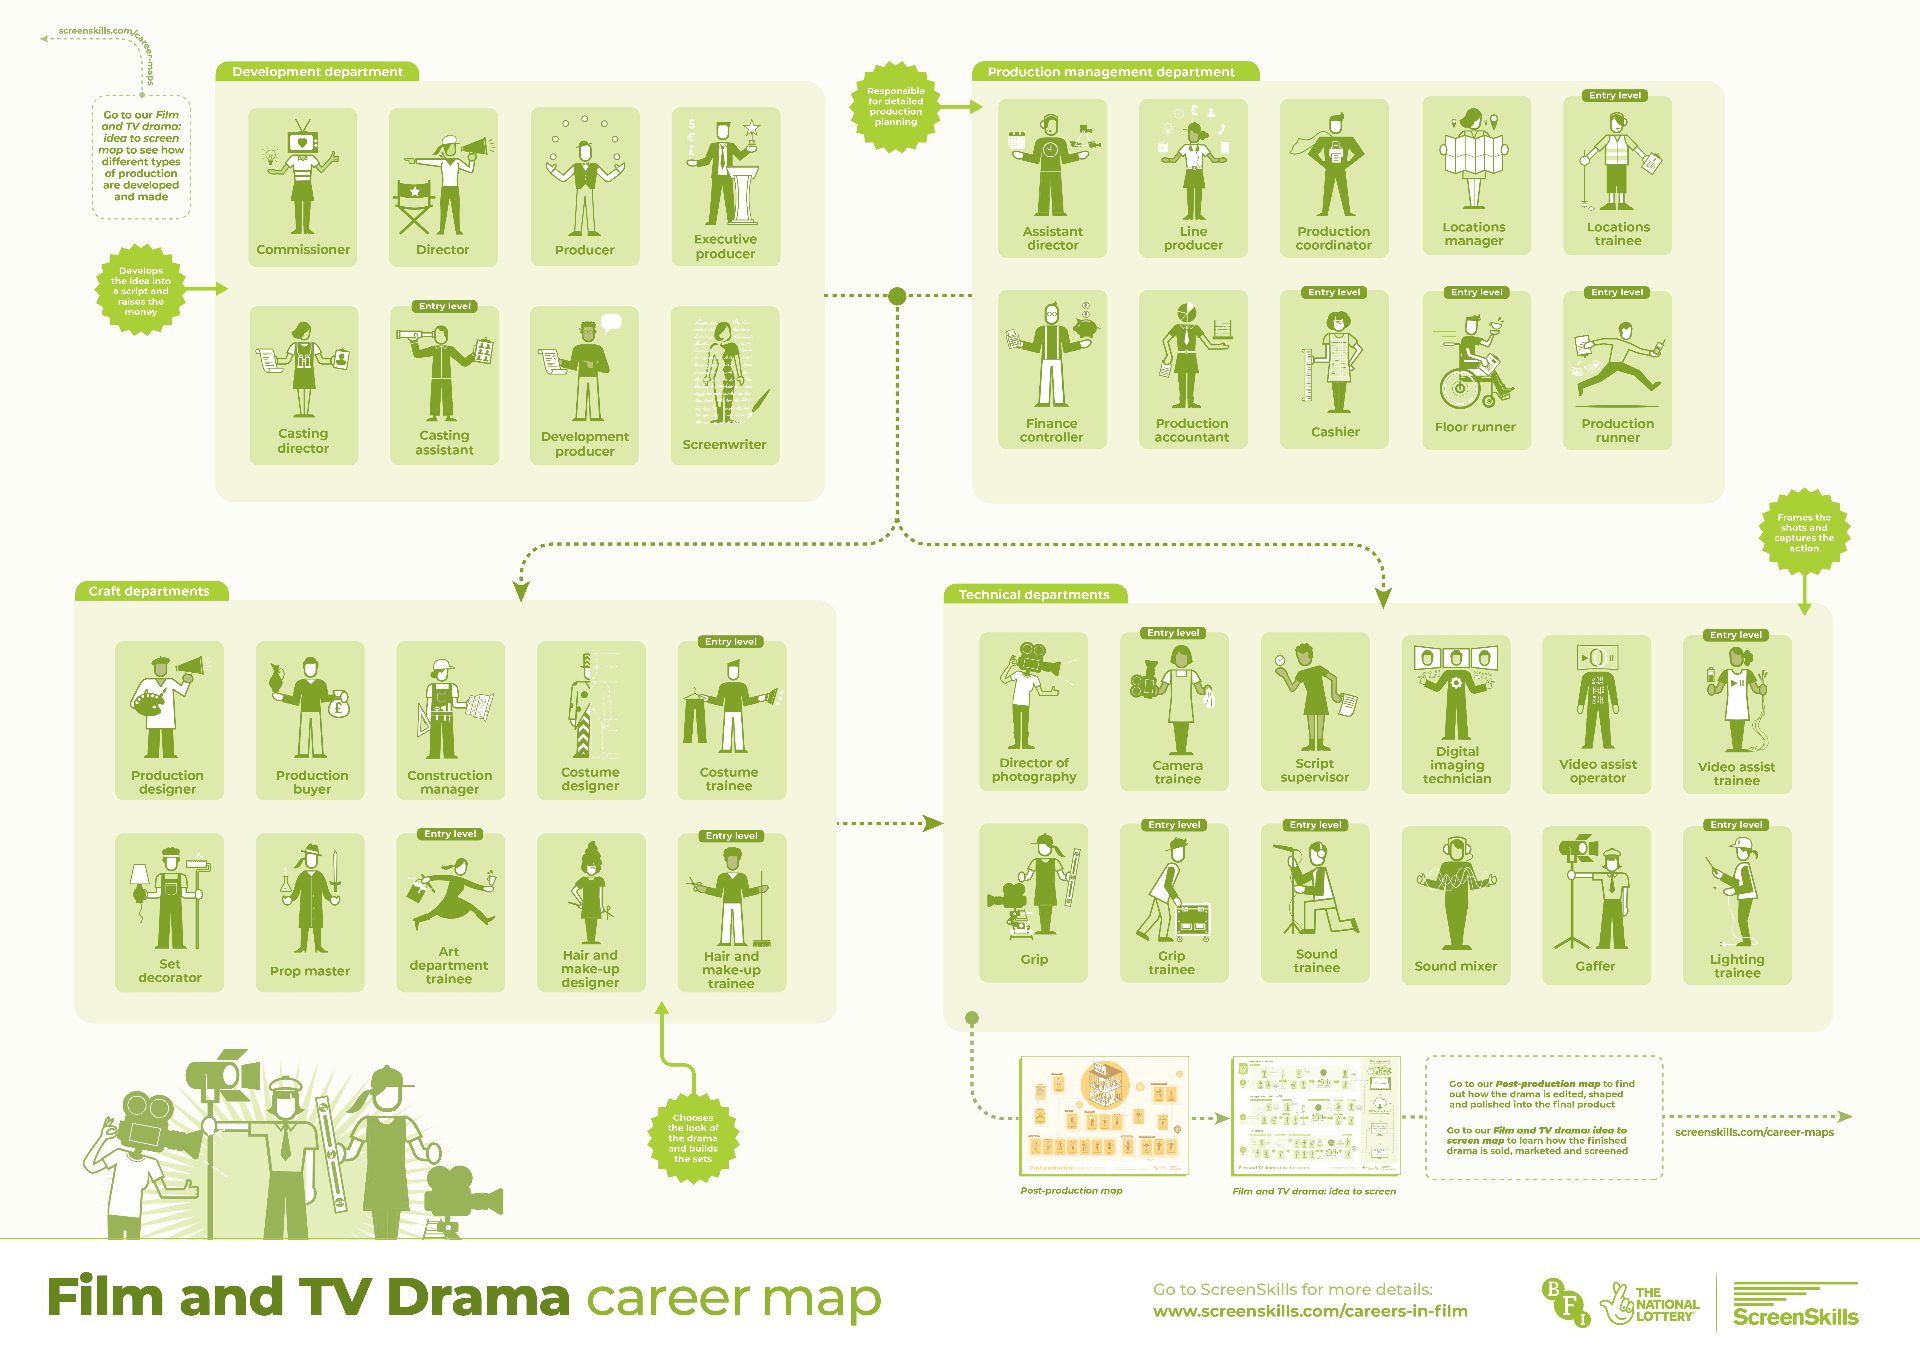 screenskills.com/career-maps
Go to our Film
and TV drama:
idea to screen
map to see how
different types
of production
are developed
and made
Develops
the idea into
a script and
raises the
money
Development department
Commissioner
Director
Producer
Executive
producer
Casting
director
Entry level
Casting
assistant
Development
producer
Screenwriter
Responsible
for detailed
production
planning
Production management department
Assistant
director
Line
producer
Production
coordinator
Locations
manager
Entry level
Locations
trainee
Finance
controller
Production
accountant
Entry level
Cashier
Entry level
Floor runner
Entry level
Production
runner
Craft departments
Production
designer
Production
buyer
Construction
manager
Costume
designer
Entry level
Costume
trainee
Set
decorator
Prop master
Entry level
Art
department
trainee
Hair and
make-up
designer
Entry level
Hair and
make-up
trainee
Chooses
the look of
the drama
and builds
the sets
Frames the
shots and
captures the
action
Technical departments
Director of
photography
Entry level
Camera
trainee
Script
supervisor
Digital
imaging
technician
Video assist
operator
Entry level
Video assist
trainee
Grip
Entry level
Grip
trainee
Entry level
Sound
trainee
Sound mixer
Gaffer
Entry level
Lighting
trainee
Post-production
Post-production map
Film and TV drama: idea to screen
Go to our Post-production map to find
out how the drama is edited, shaped
and polished into the final product
Go to our Film and TV drama: idea to
screen map to learn how the finished
drama is sold, marketed and screened
screenskills.com/career-maps
Film and TV Drama career map
Go to ScreenSkills for more details:
www.screenskills.com/careers-in-film
BFI
THE
NATIONAL
LOTTERY
ScreenSkills